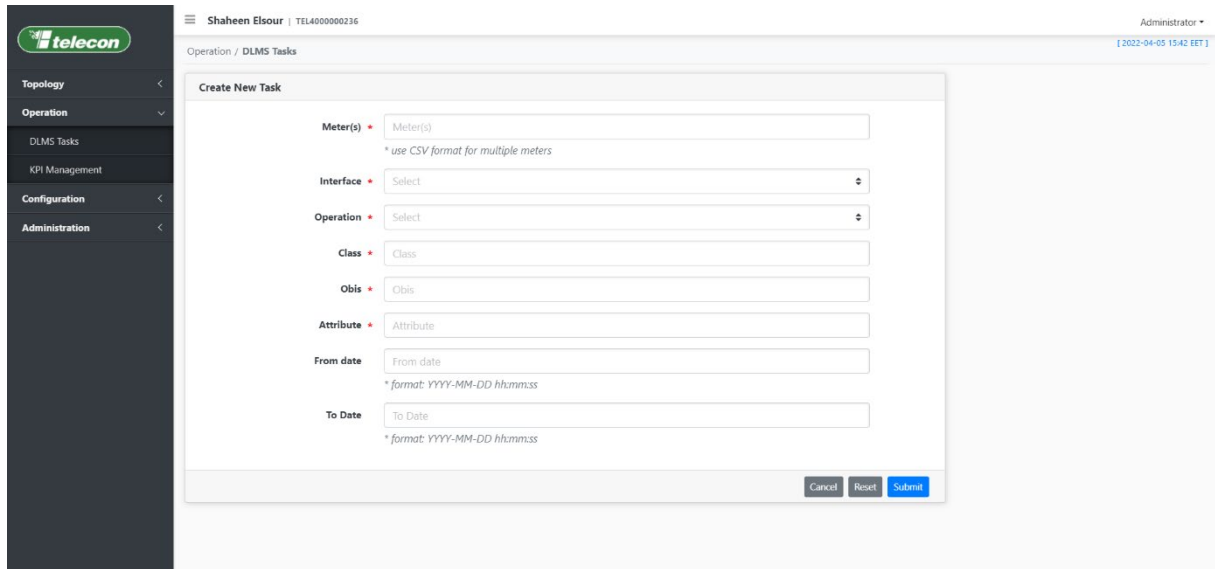 telecon
Shaheen Elsour | TEL4000000236
Administrator
Operation / DLMS Tasks
[ 2022-04-05 15:42 EET ]
Topology
Operation
DLMS Tasks
KPI Management
Configuration
Administration
Create New Task
Meter(s) * Meter(s)
* use CSV format for multiple meters
Interface * Select
Operation * Select
Class * Class
Obis * Obis
Attribute * Attribute
From date From date
* format: YYYY-MM-DD hh:mm:ss
To Date To Date
* format: YYYY-MM-DD hh:mm:ss
Cancel Reset Submit